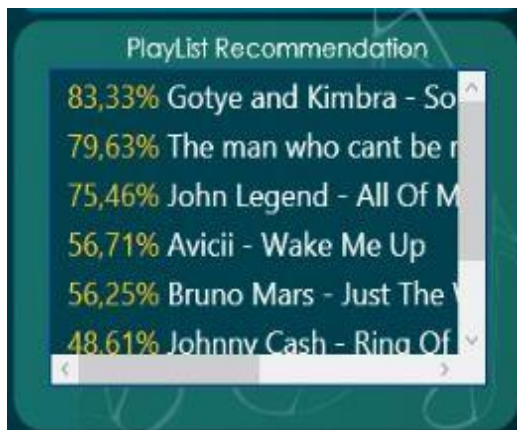 PlayList Recommendation
83,33% Gotye and Kimbra - So
79,63% The man who cant be
75,46% John Legend - All Of M
56,71% Avicii - Wake Me Up
56,25% Bruno Mars - Just The
48,61% Johnny Cash - Ring Of